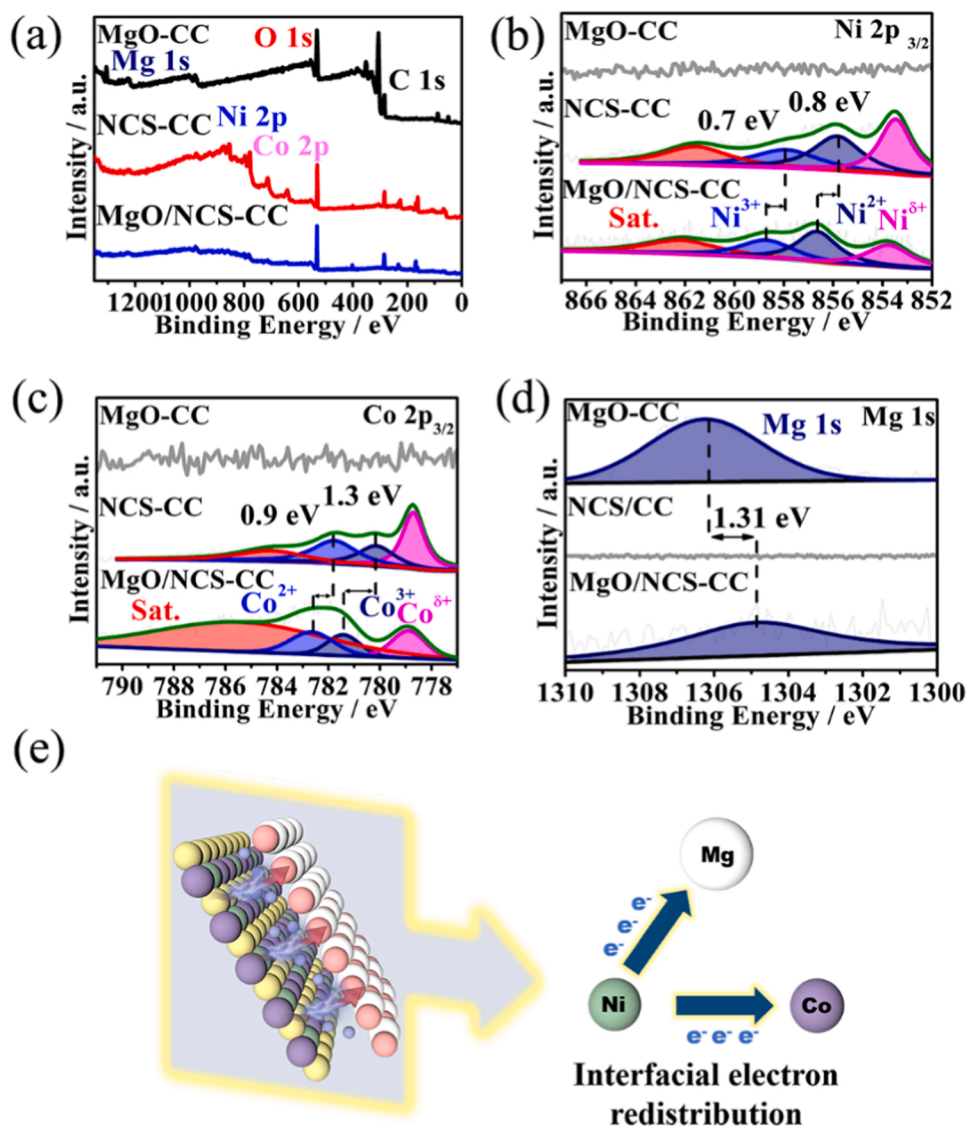 (a)
MgO-CC
Mg 1s
O 1s
C 1s
NCS-CC
Ni 2p
Co 2p
MgO/NCS-CC
Intensity / a.u.
1200 1000 800 600 400 200 0
Binding Energy / eV
(b)
MgO-CC
Ni 2p 3/2
NCS-CC
0.7 eV
0.8 eV
MgO/NCS-CC
Sat.
Ni3+
Ni2+
Niδ+
Intensity / a.u.
866 864 862 860 858 856 854 852
Binding Energy / eV
(c)
MgO-CC
Co 2p3/2
NCS-CC
0.9 eV
1.3 eV
MgO/NCS-CC
Sat.
Co2+
Co3+
Coδ+
Intensity / a.u.
790 788 786 784 782 780 778
Binding Energy / eV
(d)
MgO-CC
Mg 1s
Mg 1s
NCS/CC
1.31 eV
MgO/NCS-CC
Intensity / a.u.
1310 1308 1306 1304 1302 1300
Binding Energy / eV
(e)
Mg
e-
e-
e-
Ni
Co
e- e- e-
Interfacial electron
redistribution